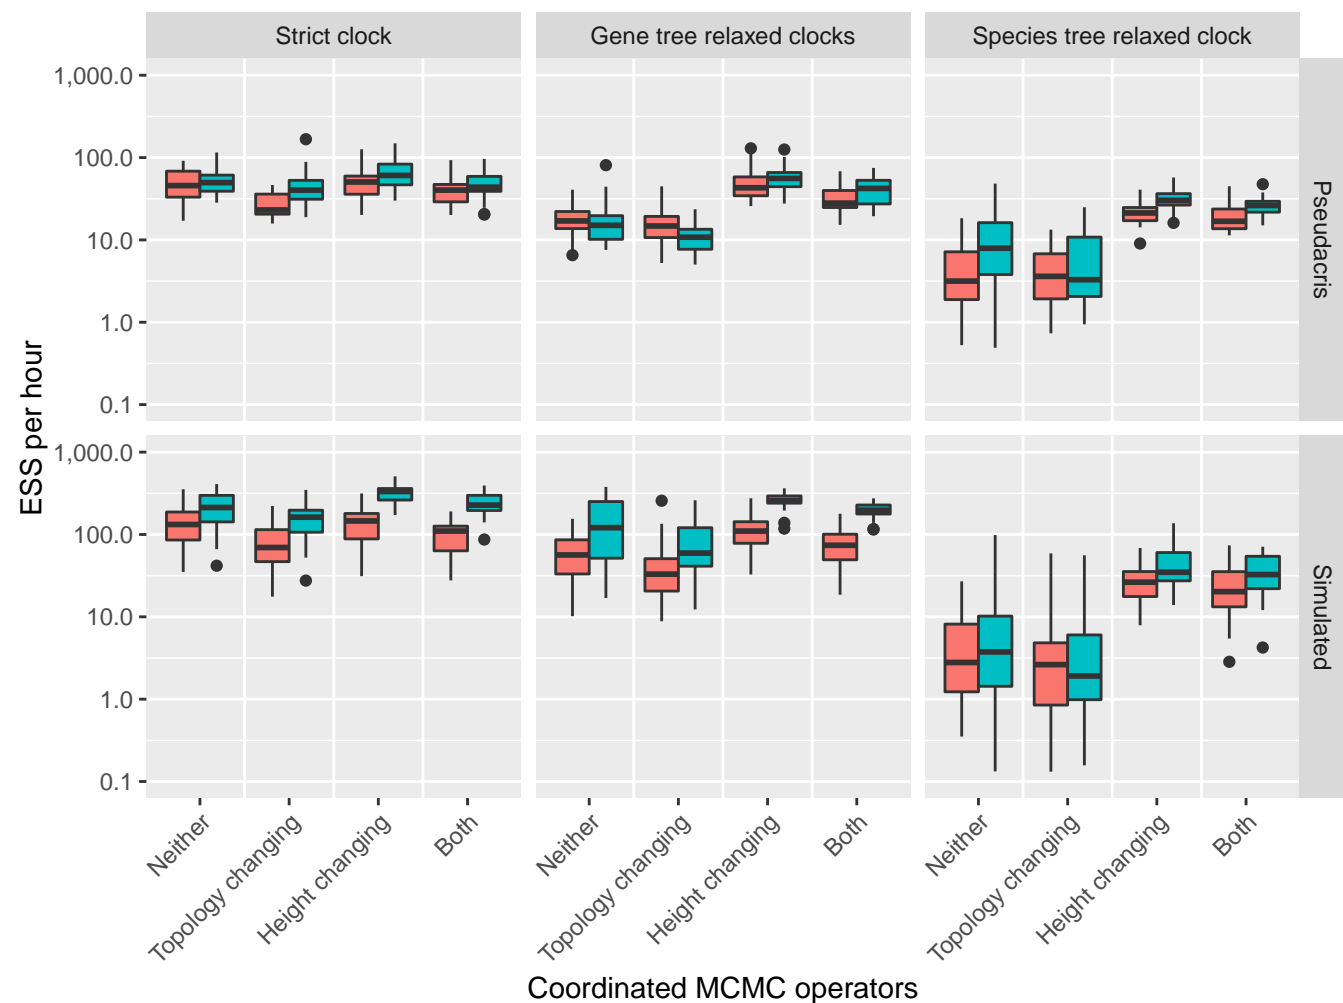 Strict clock
Gene tree relaxed clocks
Species tree relaxed clock
1,000.0
100.0
10.0
1.0
0.1
Pseudacris
ESS per hour
1,000.0
100.0
10.0
1.0
0.1
Simulated
Neither
Topology changing
Height changing
Both
Neither
Topology changing
Height changing
Both
Neither
Topology changing
Height changing
Both
Coordinated MCMC operators